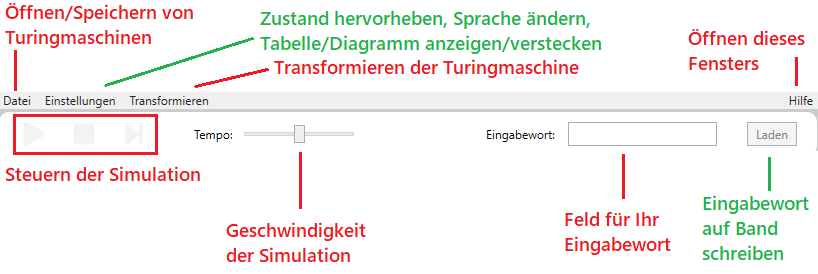 Öffnen/Speichern von
Turingmaschinen
Zustand hervorheben, Sprache ändern,
Tabelle/Diagramm anzeigen/verstecken
Transformieren der Turingmaschine
Öffnen dieses
Fensters
Datei Einstellungen Transformieren Hilfe
Tempo: Eingabewort: Laden
Steuern der Simulation
Geschwindigkeit
der Simulation
Feld für Ihr
Eingabewort
Eingabewort
auf Band
schreiben